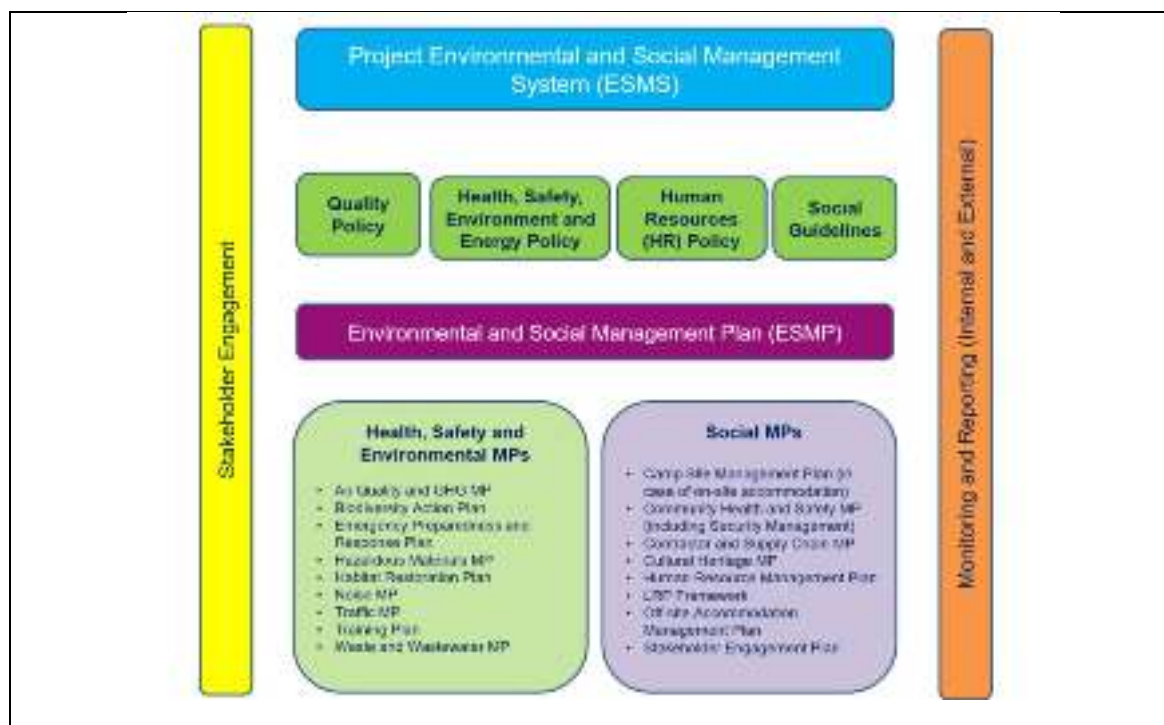 Stakeholder Engagement
Project Environmental and Social Management
System (ESMS)
Quality
Policy
Health, Safety,
Environment and
Energy Policy
Human
Resources
(HR) Policy
Social
Guidelines
Environmental and Social Management Plan (ESMP)
Health, Safety and
Environmental MPs
• Air Quality and GHG MP
• Biodiversity Action Plan
• Emergency Preparedness and
Response Plan
• Hazardous Materials MP
• Habitat Restoration Plan
• Noise MP
• Traffic MP
• Training Plan
• Waste and Wastewater MP
Social MPs
• Camp Site Management Plan (in
case of on-site accommodation)
• Community Health and Safety MP
(including Security Management)
• Contractor and Supply Chain MP
• Cultural Heritage MP
• Human Resource Management Plan
• LRP Framework
• Off-site Accommodation
Management Plan
• Stakeholder Engagement Plan
Monitoring and Reporting (Internal and External)